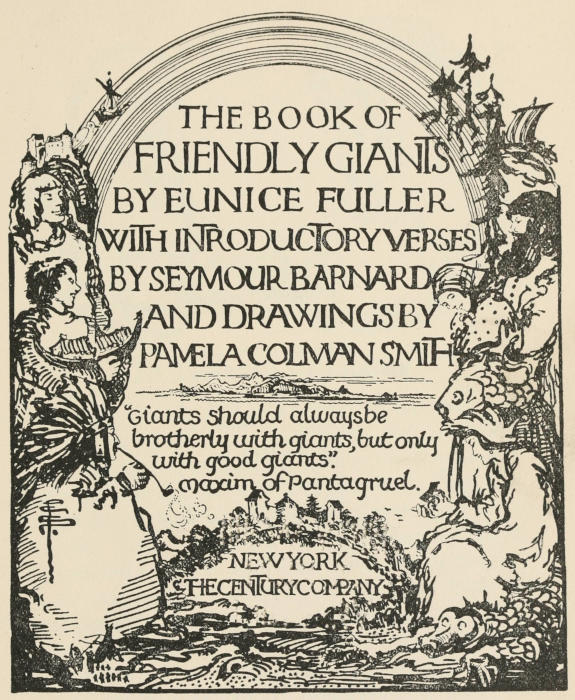 THE BOOK OF
FRIENDLY GIANTS
BY EUNICE FULLER
WITH INTRODUCTORY VERSES
BY SEYMOUR BARNARD
AND DRAWINGS BY
PAMELA COLMAN SMITH
"Giants should always be
brotherly with giants, but only
with good giants".
maxim of Pantagruel.
NEW YORK
THE CENTURY COMPANY